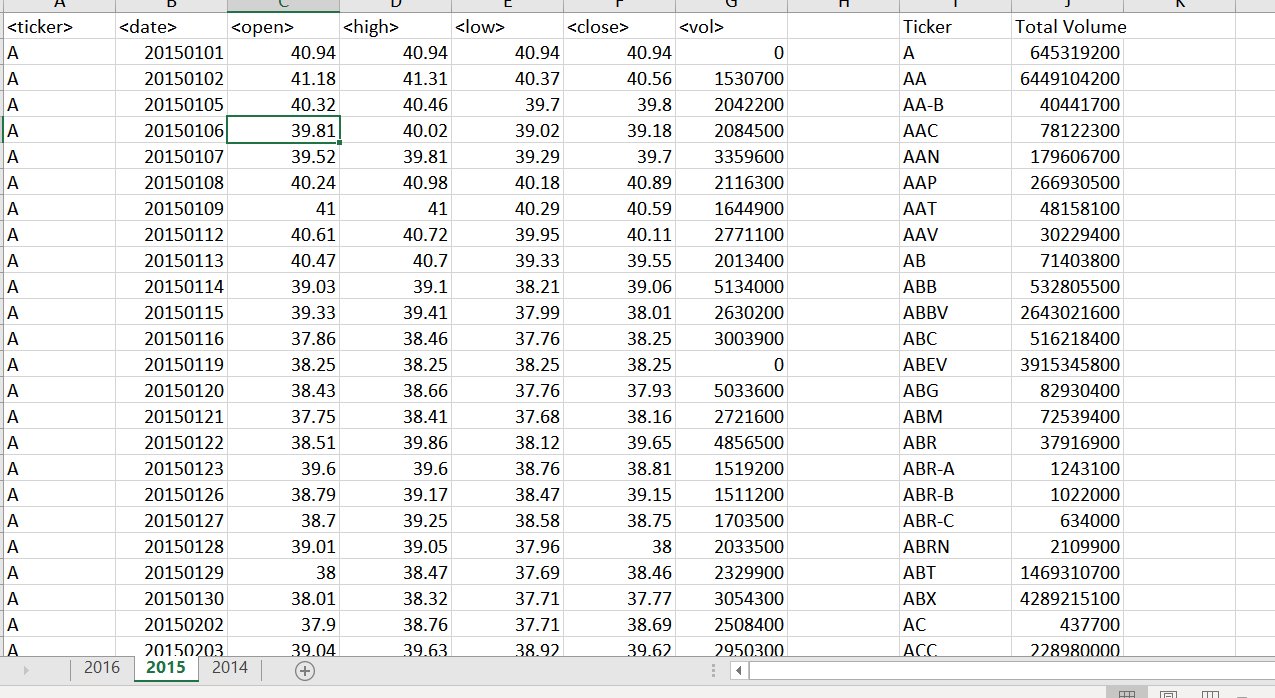 A B C D E F G H I J K
<ticker> <date> <open> <high> <low> <close> <vol> Ticker Total Volume
A 20150101 40.94 40.94 40.94 40.94 0 A 645319200
A 20150102 41.18 41.31 40.37 40.56 1530700 AA 6449104200
A 20150105 40.32 40.46 39.7 39.8 2042200 AA-B 40441700
A 20150106 39.81 40.02 39.02 39.18 2084500 AAC 78122300
A 20150107 39.52 39.81 39.29 39.7 3359600 AAN 179606700
A 20150108 40.24 40.98 40.18 40.89 2116300 AAP 266930500
A 20150109 41 41 40.29 40.59 1644900 AAT 48158100
A 20150112 40.61 40.72 39.95 40.11 2771100 AAV 30229400
A 20150113 40.47 40.7 39.33 39.55 2013400 AB 71403800
A 20150114 39.03 39.1 38.21 39.06 5134000 ABB 532805500
A 20150115 39.33 39.41 37.99 38.01 2630200 ABBV 2643021600
A 20150116 37.86 38.46 37.76 38.25 3003900 ABC 516218400
A 20150119 38.25 38.25 38.25 38.25 0 ABEV 3915345800
A 20150120 38.43 38.66 37.76 37.93 5033600 ABG 82930400
A 20150121 37.75 38.41 37.68 38.16 2721600 ABM 72539400
A 20150122 38.51 39.86 38.12 39.65 4856500 ABR 37916900
A 20150123 39.6 39.6 38.76 38.81 1519200 ABR-A 1243100
A 20150126 38.79 39.17 38.47 39.15 1511200 ABR-B 1022000
A 20150127 38.7 39.25 38.58 38.75 1703500 ABR-C 634000
A 20150128 39.01 39.05 37.96 38 2033500 ABRN 2109900
A 20150129 38 38.47 37.69 38.46 2329900 ABT 1469310700
A 20150130 38.01 38.32 37.71 37.77 3054300 ABX 4289215100
A 20150202 37.9 38.76 37.71 38.69 2508400 AC 437700
A 20150203 39.04 39.63 38.92 39.62 2950300 ACC 228980000
2016 2015 2014